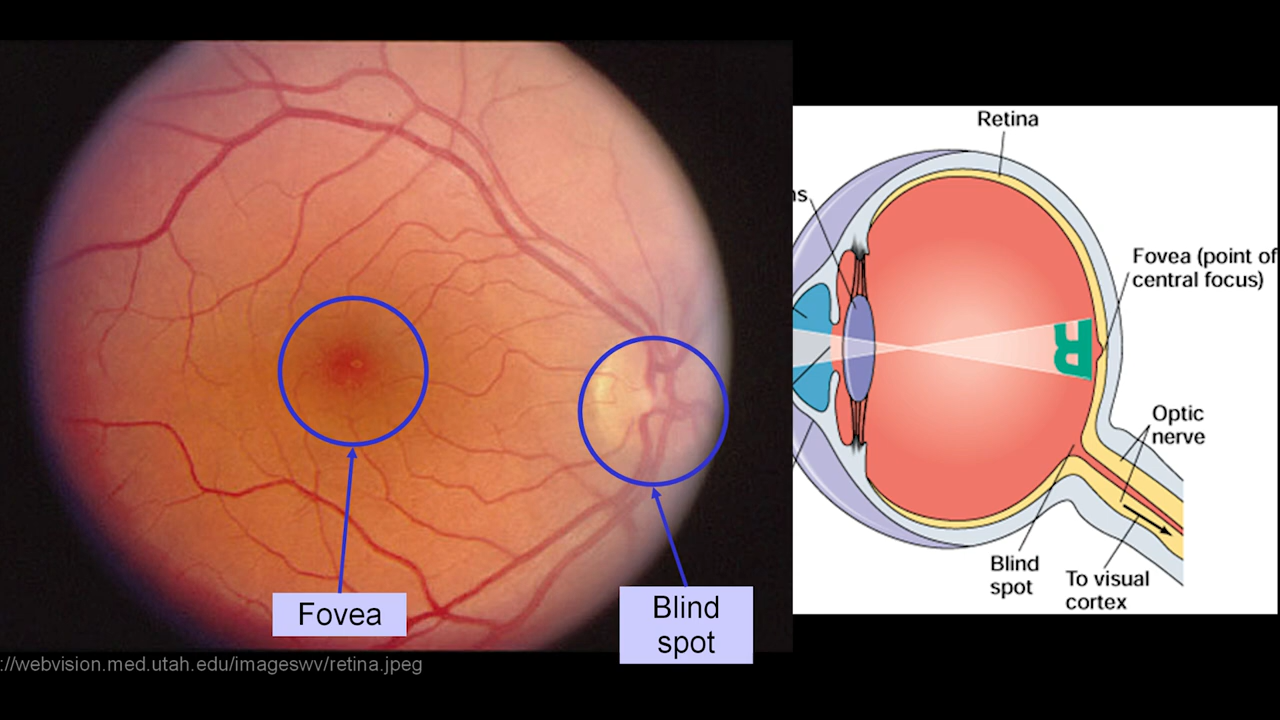 Retina
ns
Fovea (point of
central focus)
Optic
nerve
Blind
spot
To visual
cortex
Fovea
Blind
spot
://webvision.med.utah.edu/imageswv/retina.jpeg